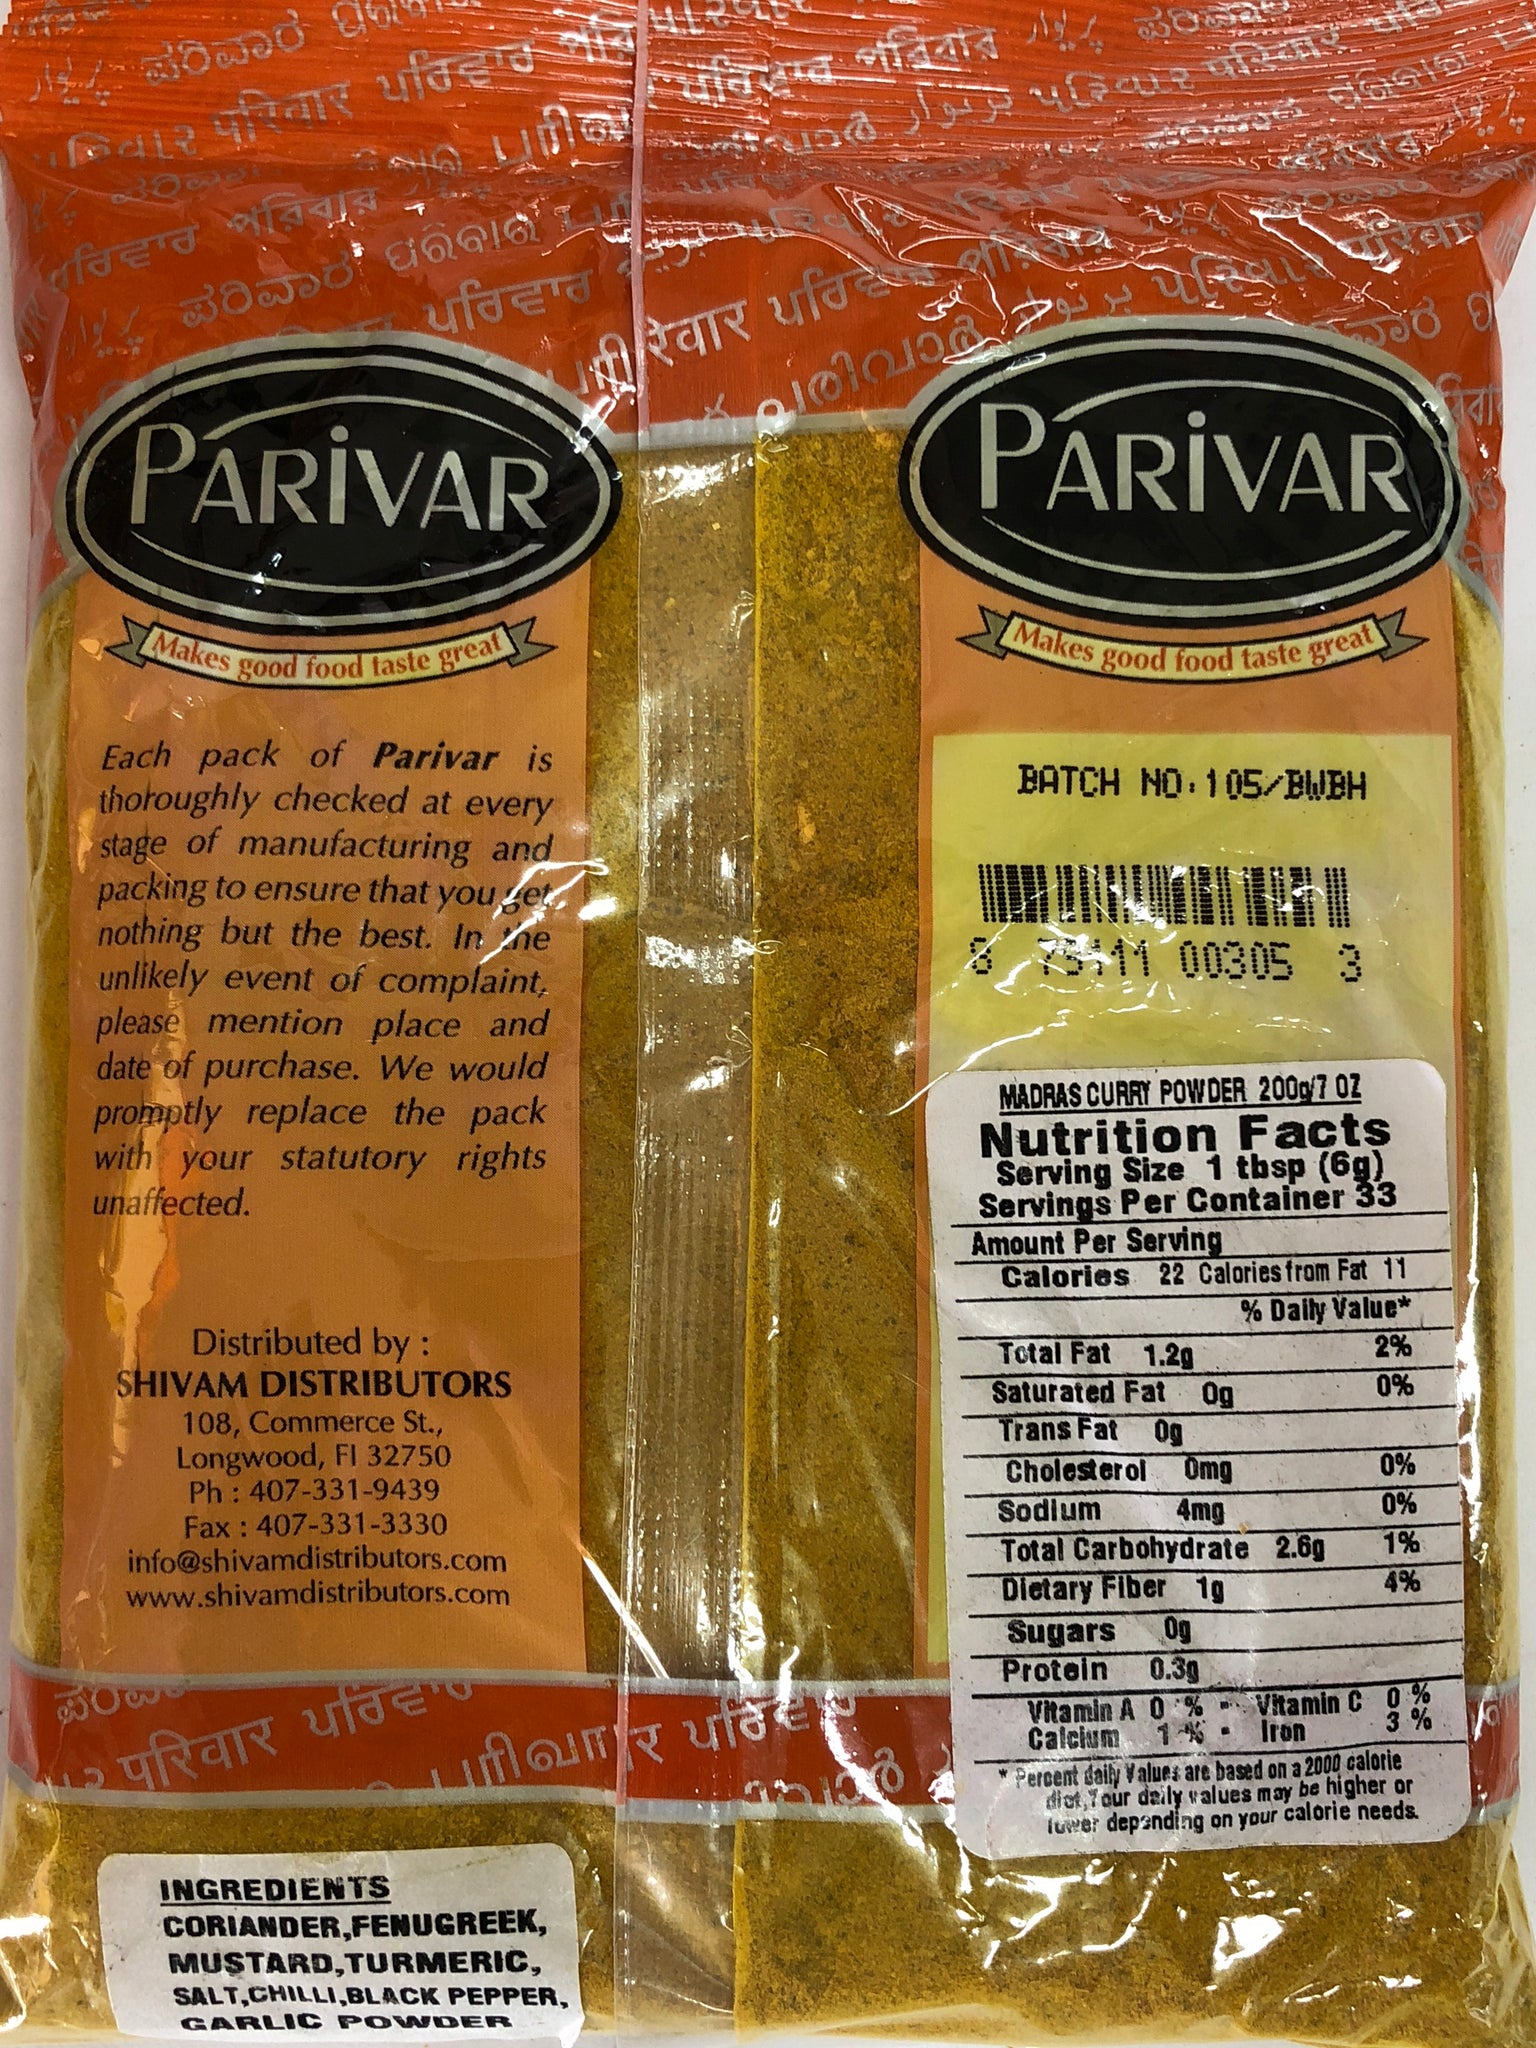 PARIVAR
Makes good food taste great
Each pack of Parivar is
thoroughly checked at every
stage of manufacturing and
packing to ensure that you get
nothing but the best. In the
unlikely event of complaint,
please mention place and
date of purchase. We would
promptly replace the pack
with your statutory rights
unaffected.
Distributed by :
SHIVAM DISTRIBUTORS
108, Commerce St.,
Longwood, Fl 32750
Ph : 407-331-9439
Fax : 407-331-3330
info@shivamdistributors.com
www.shivamdistributors.com
परिवार ਪਰਿਵਾਰ
INGREDIENTS
CORIANDER,FENUGREEK,
MUSTARD,TURMERIC,
SALT,CHILLI,BLACK PEPPER,
GARLIC POWDER
PARIVAR
Makes good food taste great
BATCH NO:105/BWBH
8 73111 00305 3
MADRAS CURRY POWDER 200g/7 OZ
Nutrition Facts
Serving Size 1 tbsp (6g)
Servings Per Container 33
Amount Per Serving
Calories 22 Calories from Fat 11
% Daily Value*
Total Fat 1.2g 2%
Saturated Fat 0g 0%
Trans Fat 0g
Cholesterol 0mg 0%
Sodium 4mg 0%
Total Carbohydrate 2.6g 1%
Dietary Fiber 1g 4%
Sugars 0g
Protein 0.3g
Vitamin A 0 % - Vitamin C 0 %
Calcium 1 % - Iron 3 %
* Percent daily Values are based on a 2000 calorie
diet,Your daily values may be higher or
lower depending on your calorie needs.